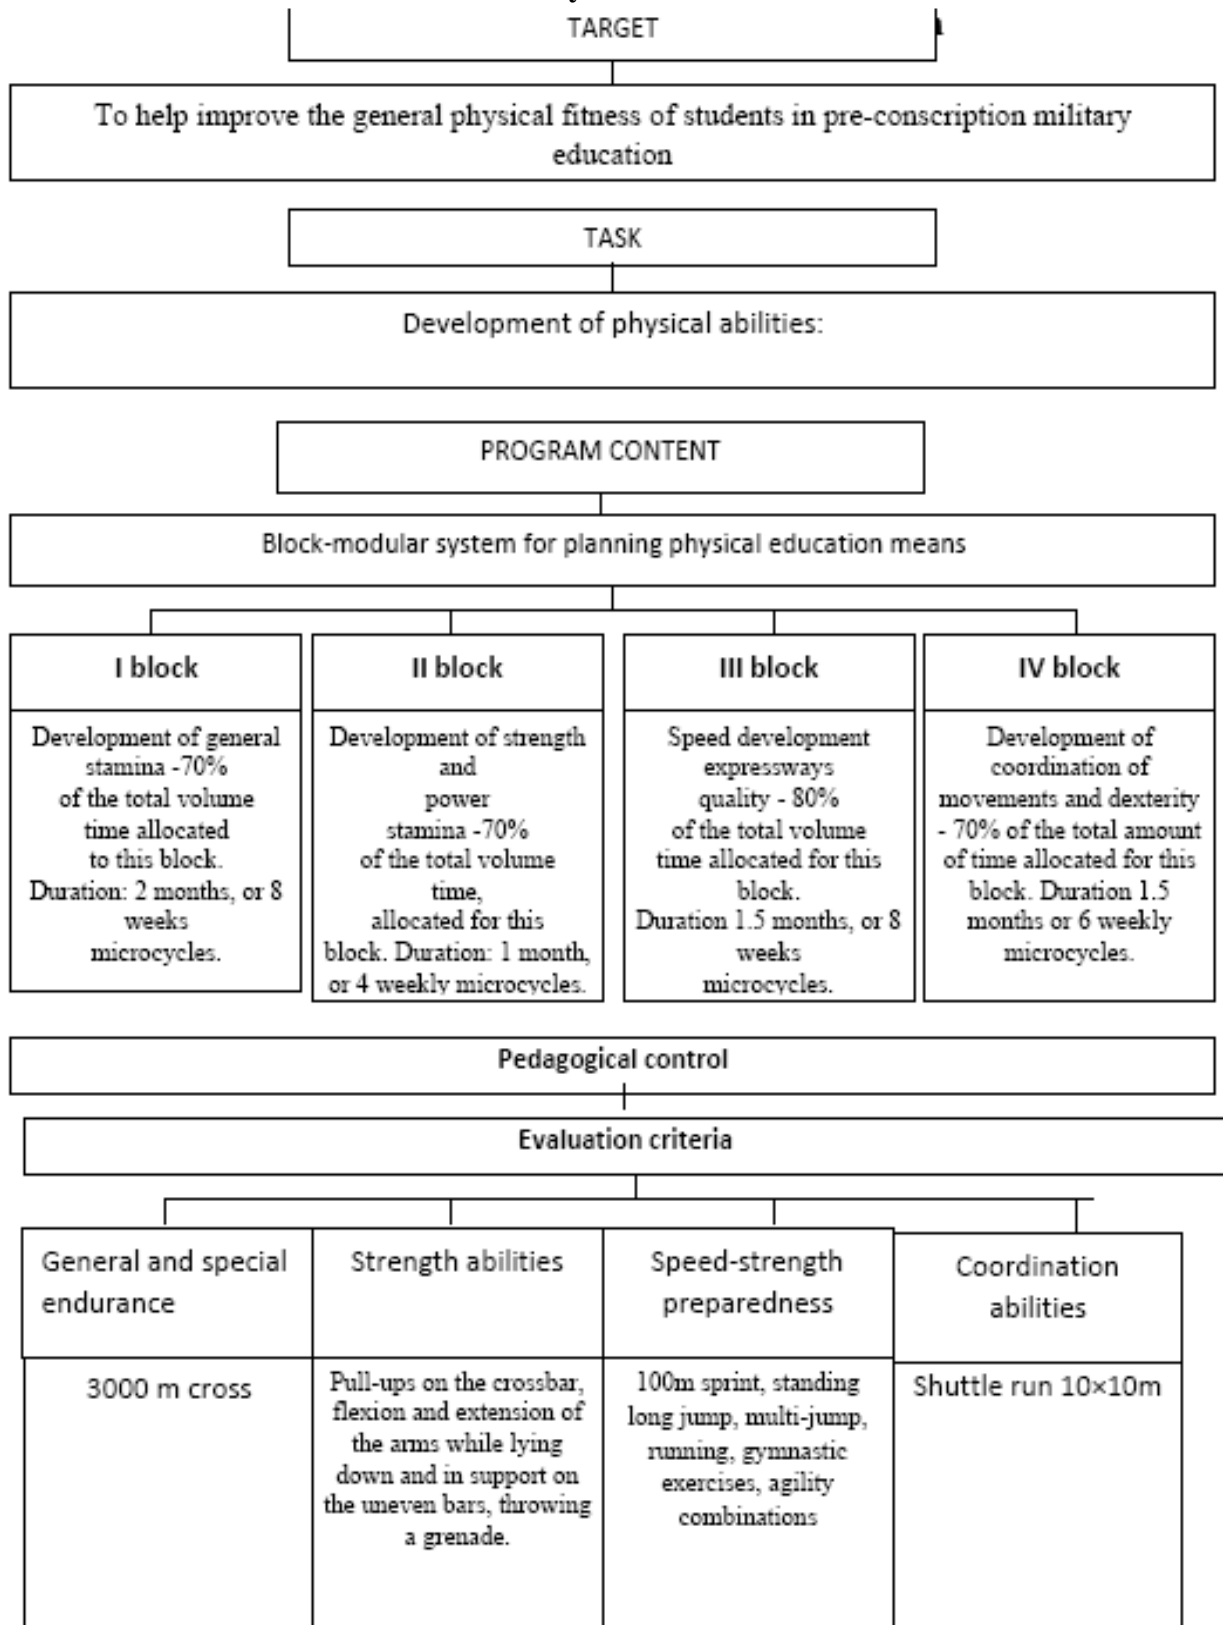 TARGET
To help improve the general physical fitness of students in pre-conscription military
education
TASK
Development of physical abilities:
PROGRAM CONTENT
Block-modular system for planning physical education means
I block
Development of general
stamina -70%
of the total volume
time allocated
to this block.
Duration: 2 months, or 8
weeks
microcycles.
II block
Development of strength
and
power
stamina -70%
of the total volume
time,
allocated for this
block. Duration: 1 month,
or 4 weekly microcycles.
III block
Speed development
expressways
quality - 80%
of the total volume
time allocated for this
block.
Duration 1.5 months, or 8
weeks
microcycles.
IV block
Development of
coordination of
movements and dexterity
- 70% of the total amount
of time allocated for this
block. Duration 1.5
months or 6 weekly
microcycles.
Pedagogical control
Evaluation criteria
General and special
endurance
3000 m cross
Strength abilities
Pull-ups on the crossbar,
flexion and extension of
the arms while lying
down and in support on
the uneven bars, throwing
a grenade.
Speed-strength
preparedness
100m sprint, standing
long jump, multi-jump,
running, gymnastic
exercises, agility
combinations
Coordination
abilities
Shuttle run 10×10m